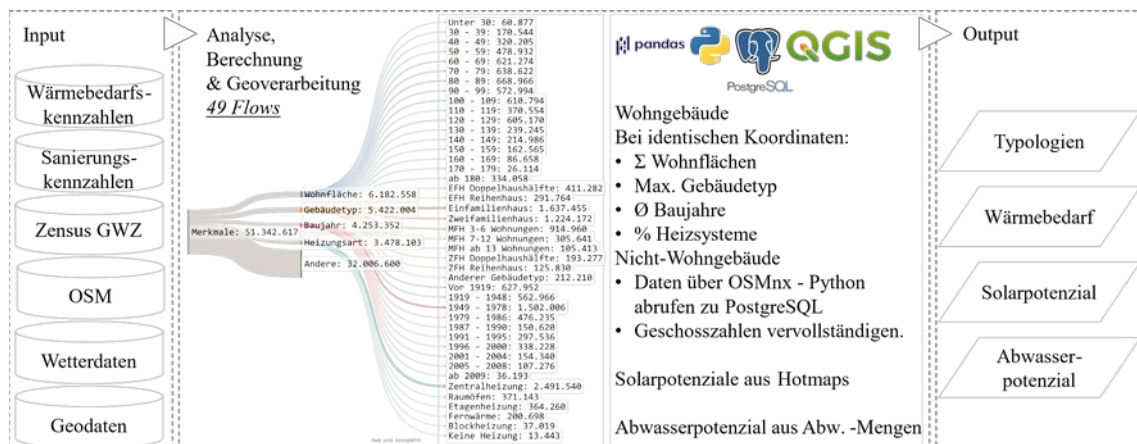 Input
Wärmebedarfs-
kennzahlen
Sanierungs-
kennzahlen
Zensus GWZ
OSM
Wetterdaten
Geodaten
Analyse,
Berechnung
& Geoverarbeitung
49 Flows
Merkmale: 51.342.617
Wohnfläche: 6.182.558
Gebäudetyp: 5.422.004
Baujahr: 4.253.352
Heizungsart: 3.478.103
Andere: 32.006.600
Unter 30: 60.877
30 - 39: 170.544
40 - 49: 320.205
50 - 59: 478.932
60 - 69: 621.274
70 - 79: 638.622
80 - 89: 668.966
90 - 99: 572.994
100 - 109: 610.794
110 - 119: 370.554
120 - 129: 605.170
130 - 139: 239.245
140 - 149: 214.986
150 - 159: 162.565
160 - 169: 86.658
170 - 179: 26.114
ab 180: 334.058
EFH Doppelhaushälfte: 411.282
EFH Reihenhaus: 291.764
Einfamilienhaus: 1.637.455
Zweifamilienhaus: 1.224.172
MFH 3-6 Wohnungen: 914.960
MFH 7-12 Wohnungen: 305.641
MFH ab 13 Wohnungen: 105.413
ZFH Doppelhaushälfte: 193.277
ZFH Reihenhaus: 125.830
Anderer Gebäudetyp: 212.210
Vor 1919: 627.952
1919 - 1948: 562.966
1949 - 1978: 1.502.006
1979 - 1986: 476.235
1987 - 1990: 150.620
1991 - 1995: 297.536
1996 - 2000: 338.228
2001 - 2004: 154.340
2005 - 2008: 107.276
ab 2009: 36.193
Zentralheizung: 2.491.540
Raumöfen: 371.143
Etagenheizung: 364.260
Fernwärme: 200.698
Blockheizung: 37.019
Keine Heizung: 13.443
pandas
PostgreSQL
QGIS
Wohngebäude
Bei identischen Koordinaten:
• Σ Wohnflächen
• Max. Gebäudetyp
• Ø Baujahre
• % Heizsysteme
Nicht-Wohngebäude
• Daten über OSMnx - Python
abrufen zu PostgreSQL
• Geschosszahlen vervollständigen.
Solarpotenziale aus Hotmaps
Abwasserpotenzial aus Abw. -Mengen
Output
Typologien
Wärmebedarf
Solarpotenzial
Abwasser-
potenzial